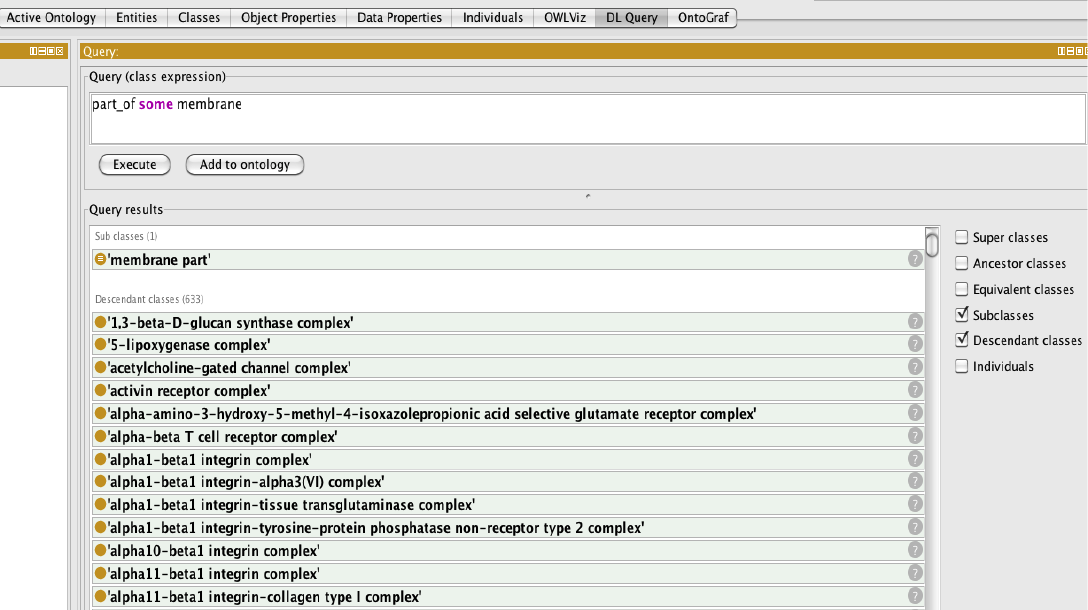 Active Ontology Entities Classes Object Properties Data Properties Individuals OWLViz DL Query OntoGraf
Query:
Query (class expression)
part_of some membrane
Execute Add to ontology
Query results
Sub classes (1)
'membrane part' ?
Descendant classes (633)
'1,3-beta-D-glucan synthase complex' ?
'5-lipoxygenase complex' ?
'acetylcholine-gated channel complex' ?
'activin receptor complex' ?
'alpha-amino-3-hydroxy-5-methyl-4-isoxazolepropionic acid selective glutamate receptor complex' ?
'alpha-beta T cell receptor complex' ?
'alpha1-beta1 integrin complex' ?
'alpha1-beta1 integrin-alpha3(VI) complex' ?
'alpha1-beta1 integrin-tissue transglutaminase complex' ?
'alpha1-beta1 integrin-tyrosine-protein phosphatase non-receptor type 2 complex' ?
'alpha10-beta1 integrin complex' ?
'alpha11-beta1 integrin complex' ?
'alpha11-beta1 integrin-collagen type I complex' ?
Super classes
Ancestor classes
Equivalent classes
Subclasses
Descendant classes
Individuals